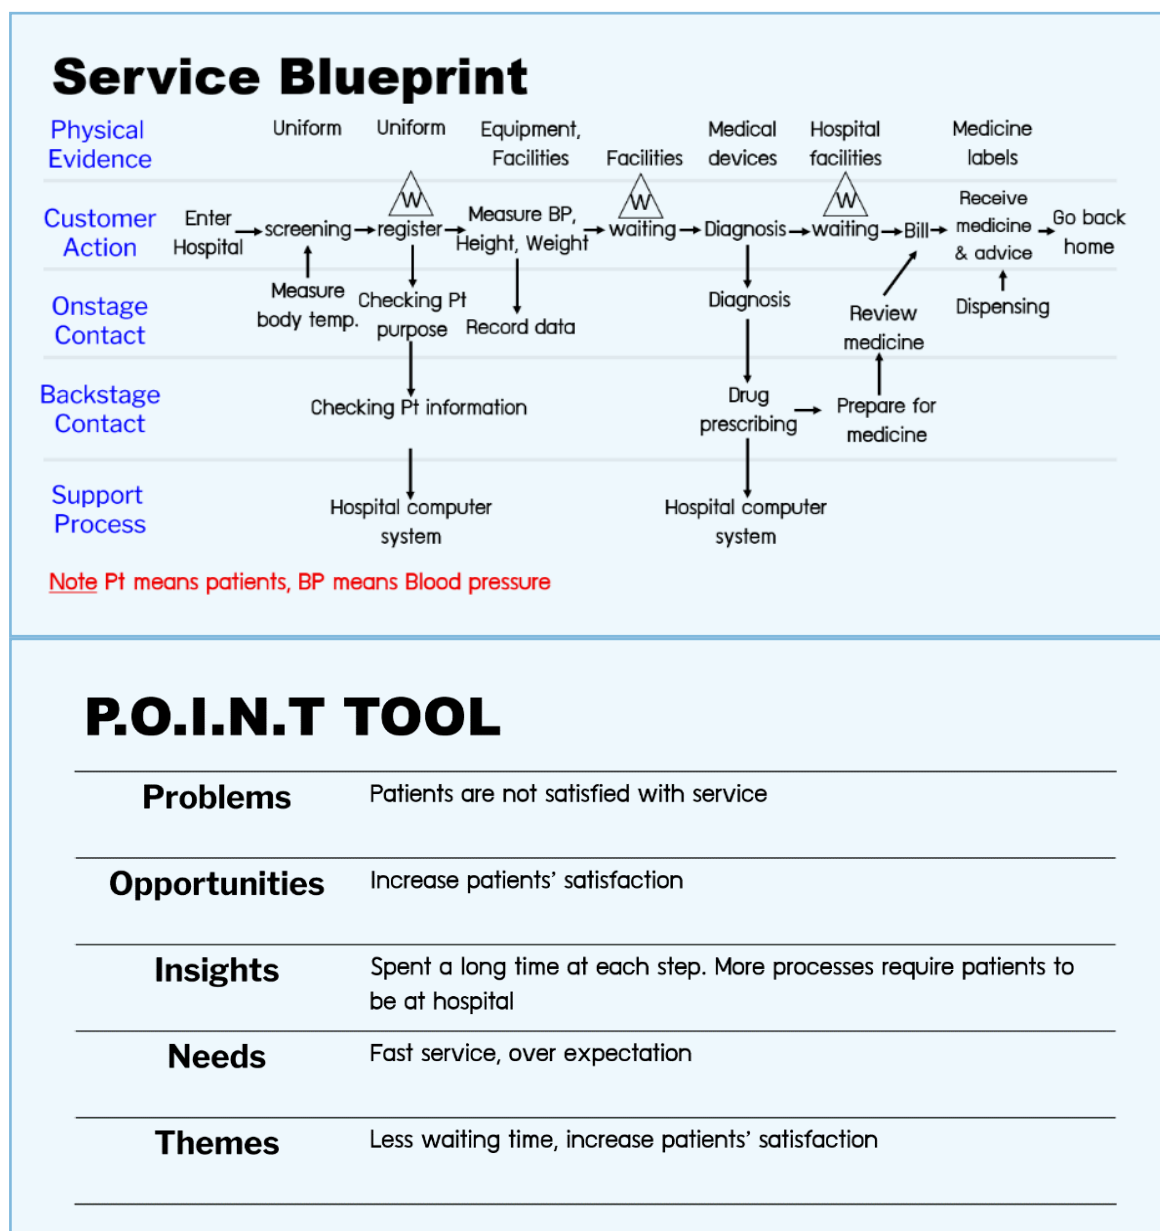 Service Blueprint
Physical
Evidence
Uniform
Uniform
Equipment,
Facilities
Facilities
Medical
devices
Hospital
facilities
Medicine
labels
Customer
Action
Enter
Hospital
screening
W
register
Measure BP,
Height, Weight
W
waiting
Diagnosis
W
waiting
Bill
Receive
medicine
& advice
Go back
home
Onstage
Contact
Measure
body temp.
Checking Pt
purpose
Record data
Diagnosis
Review
medicine
Dispensing
Backstage
Contact
Checking Pt information
Drug
prescribing
Prepare for
medicine
Support
Process
Hospital computer
system
Hospital computer
system
Note Pt means patients, BP means Blood pressure
P.O.I.N.T TOOL
Problems
Patients are not satisfied with service
Opportunities
Increase patients’ satisfaction
Insights
Spent a long time at each step. More processes require patients to
be at hospital
Needs
Fast service, over expectation
Themes
Less waiting time, increase patients’ satisfaction